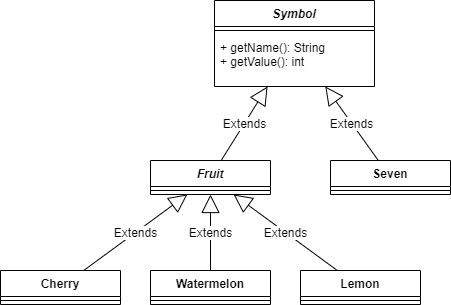 Symbol
+ getName(): String
+ getValue(): int
Extends
Extends
Fruit
Seven
Extends
Extends
Extends
Cherry
Watermelon
Lemon